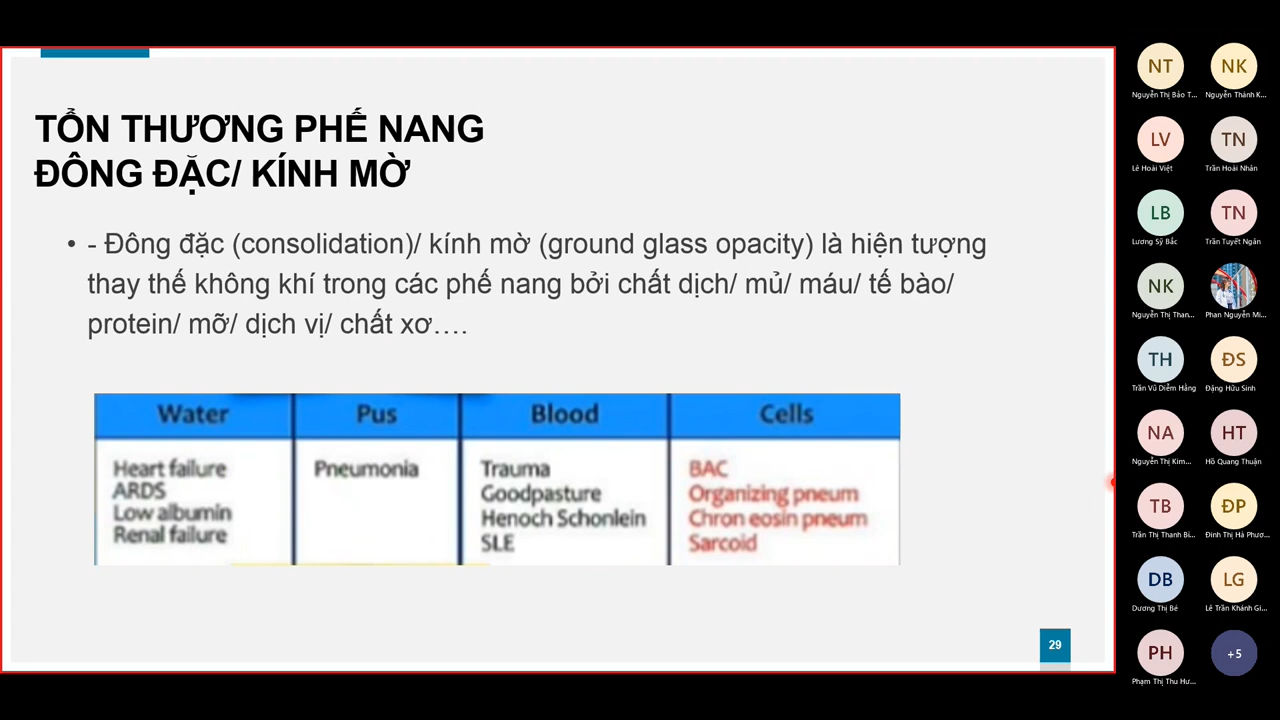 TỔN THƯƠNG PHẾ NANG
ĐÔNG ĐẶC/ KÍNH MỜ
• - Đông đặc (consolidation)/ kính mờ (ground glass opacity) là hiện tượng
thay thế không khí trong các phế nang bởi chất dịch/ mủ/ máu/ tế bào/
protein/ mỡ/ dịch vị/ chất xơ….
Water Pus Blood Cells
Heart failure
ARDS
Low albumin
Renal failure
Pneumonia
Trauma
Goodpasture
Henoch Schonlein
SLE
BAC
Organizing pneum
Chron eosin pneum
Sarcoid
29
NT NK
Nguyễn Thị Bảo T... Nguyễn Thành K...
LV TN
Lê Hoài Việt Trần Hoài Nhân
LB TN
Lương Sỹ Bắc Trần Tuyết Ngân
NK
Nguyễn Thị Than... Phan Nguyễn Mi...
TH ĐS
Trần Vũ Diễm Hằng Đặng Hữu Sinh
NA HT
Nguyễn Thị Kim... Hồ Quang Thuận
TB ĐP
Trần Thị Thanh Bì... Đinh Thị Hà Phươ...
DB LG
Dương Thị Bé Lê Trần Khánh Gi...
PH +5
Phạm Thị Thu Hư...